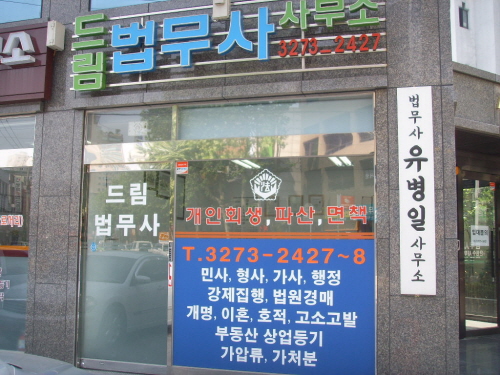 드림 법무사 사무소
3273-2427
소
드림
법무사
개인회생, 파산, 면책
T.3273-2427~8
민사, 형사, 가사, 행정
강제집행, 법원경매
개명, 이혼, 호적, 고소고발
부동산 상업등기
가압류, 가처분
법무사 유병일 사무소